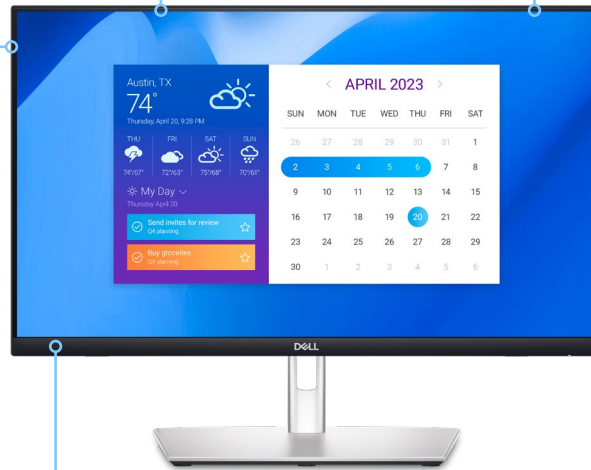 Austin, TX
74°
Thursday, April 20, 9:28 PM
THU FRI SAT SUN
74°/67° 72°/63° 75°/68° 70°/61°
My Day
Thursday April 20
Send invites for review
Q4 planning
Buy groceries
Q4 planning
< APRIL 2023 >
SUN MON TUE WED THU FRI SAT
26 27 28 29 30 31 1
2 3 4 5 6 7 8
9 10 11 12 13 14 15
16 17 18 19 20 21 22
23 24 25 26 27 28 29
30 1 2 3 4 5 6
DELL